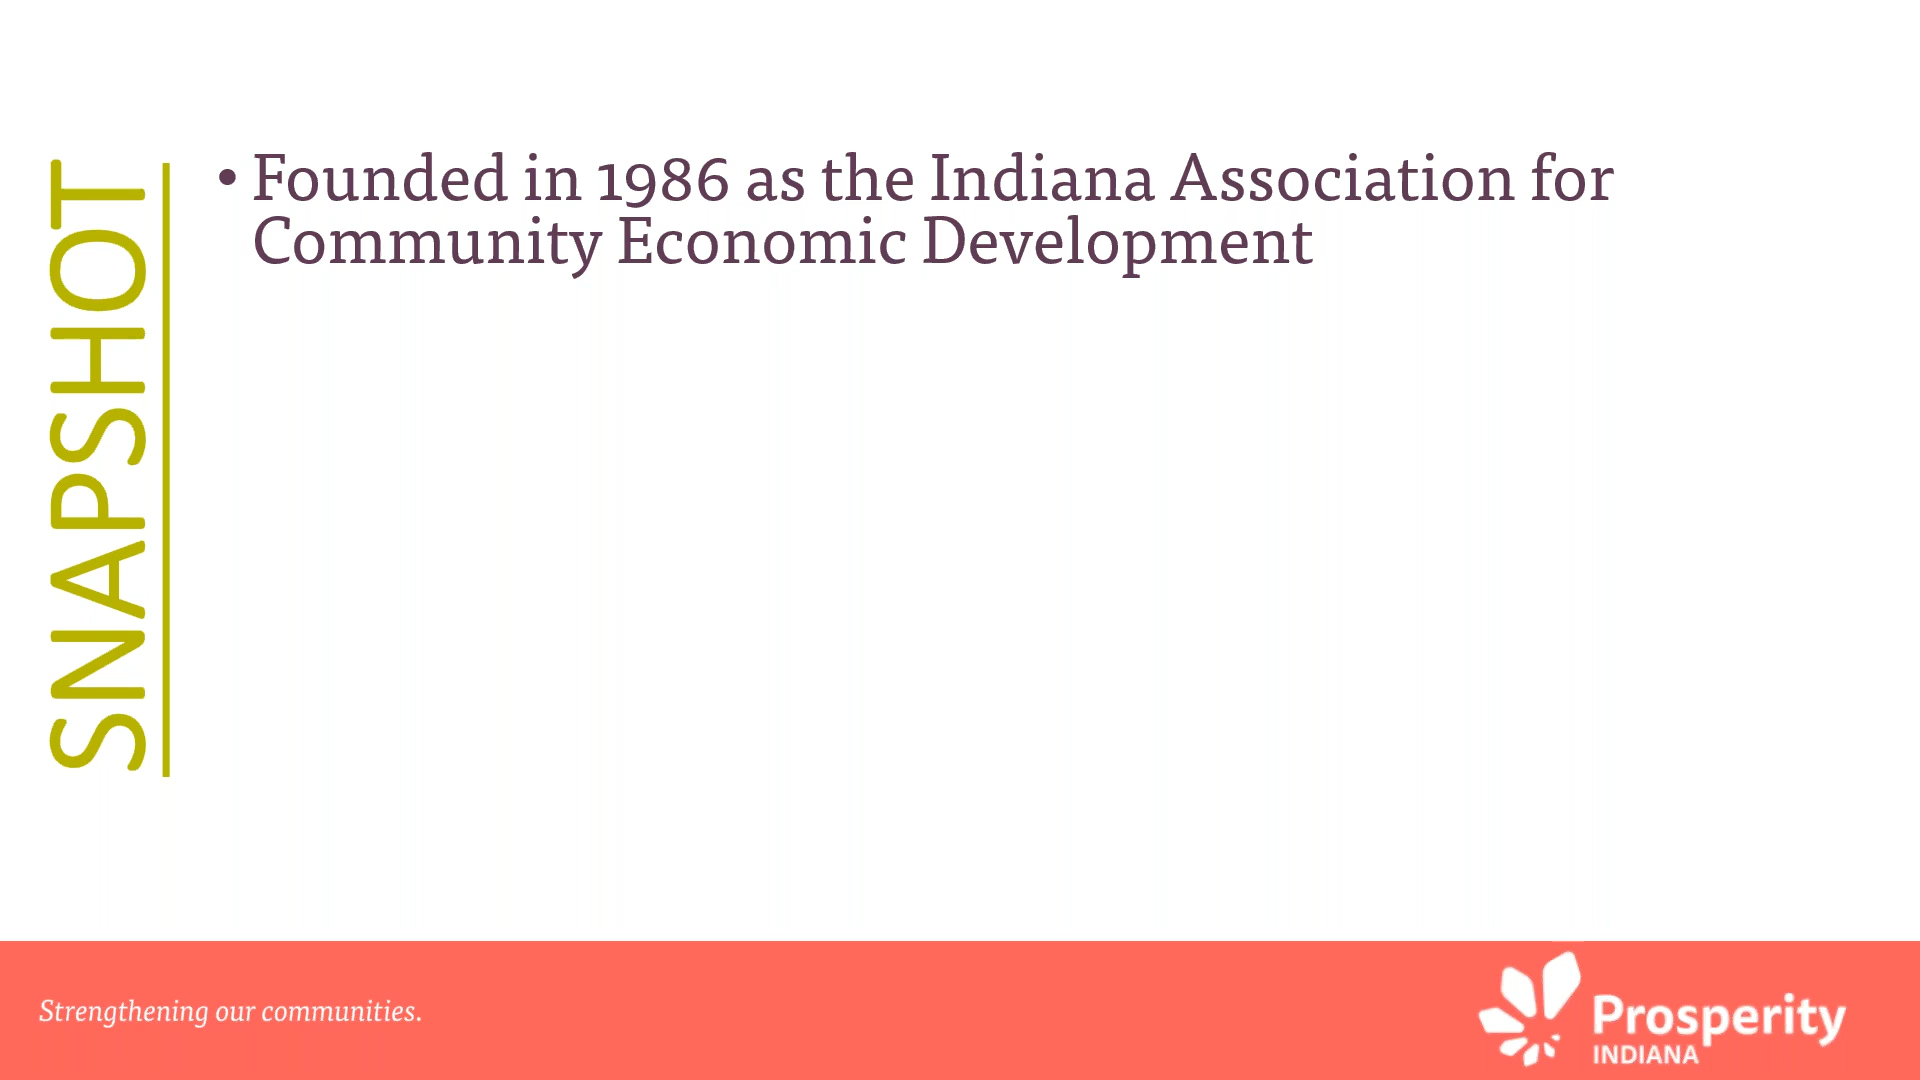 SNAPSHOT
• Founded in 1986 as the Indiana Association for
Community Economic Development
Strengthening our communities.
Prosperity
INDIANA